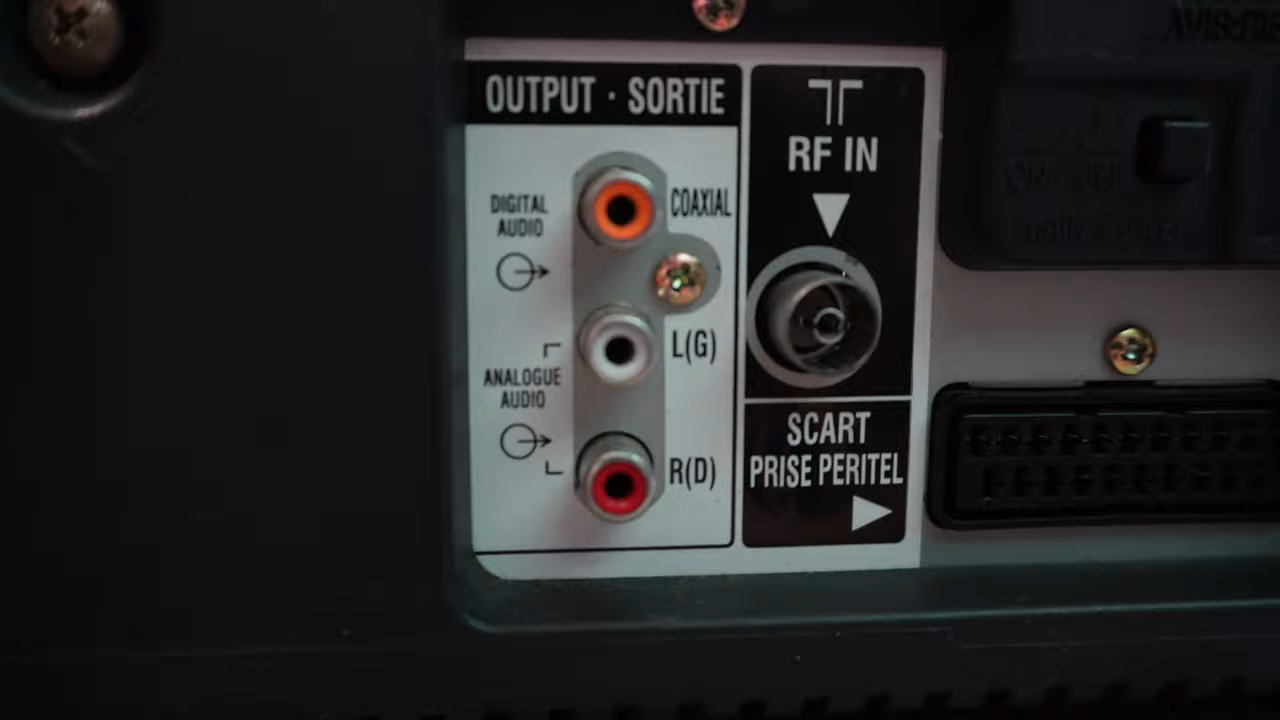 OUTPUT · SORTIE
DIGITAL
AUDIO
COAXIAL
L(G)
ANALOGUE
AUDIO
R(D)
RF IN
SCART
PRISE PERITEL